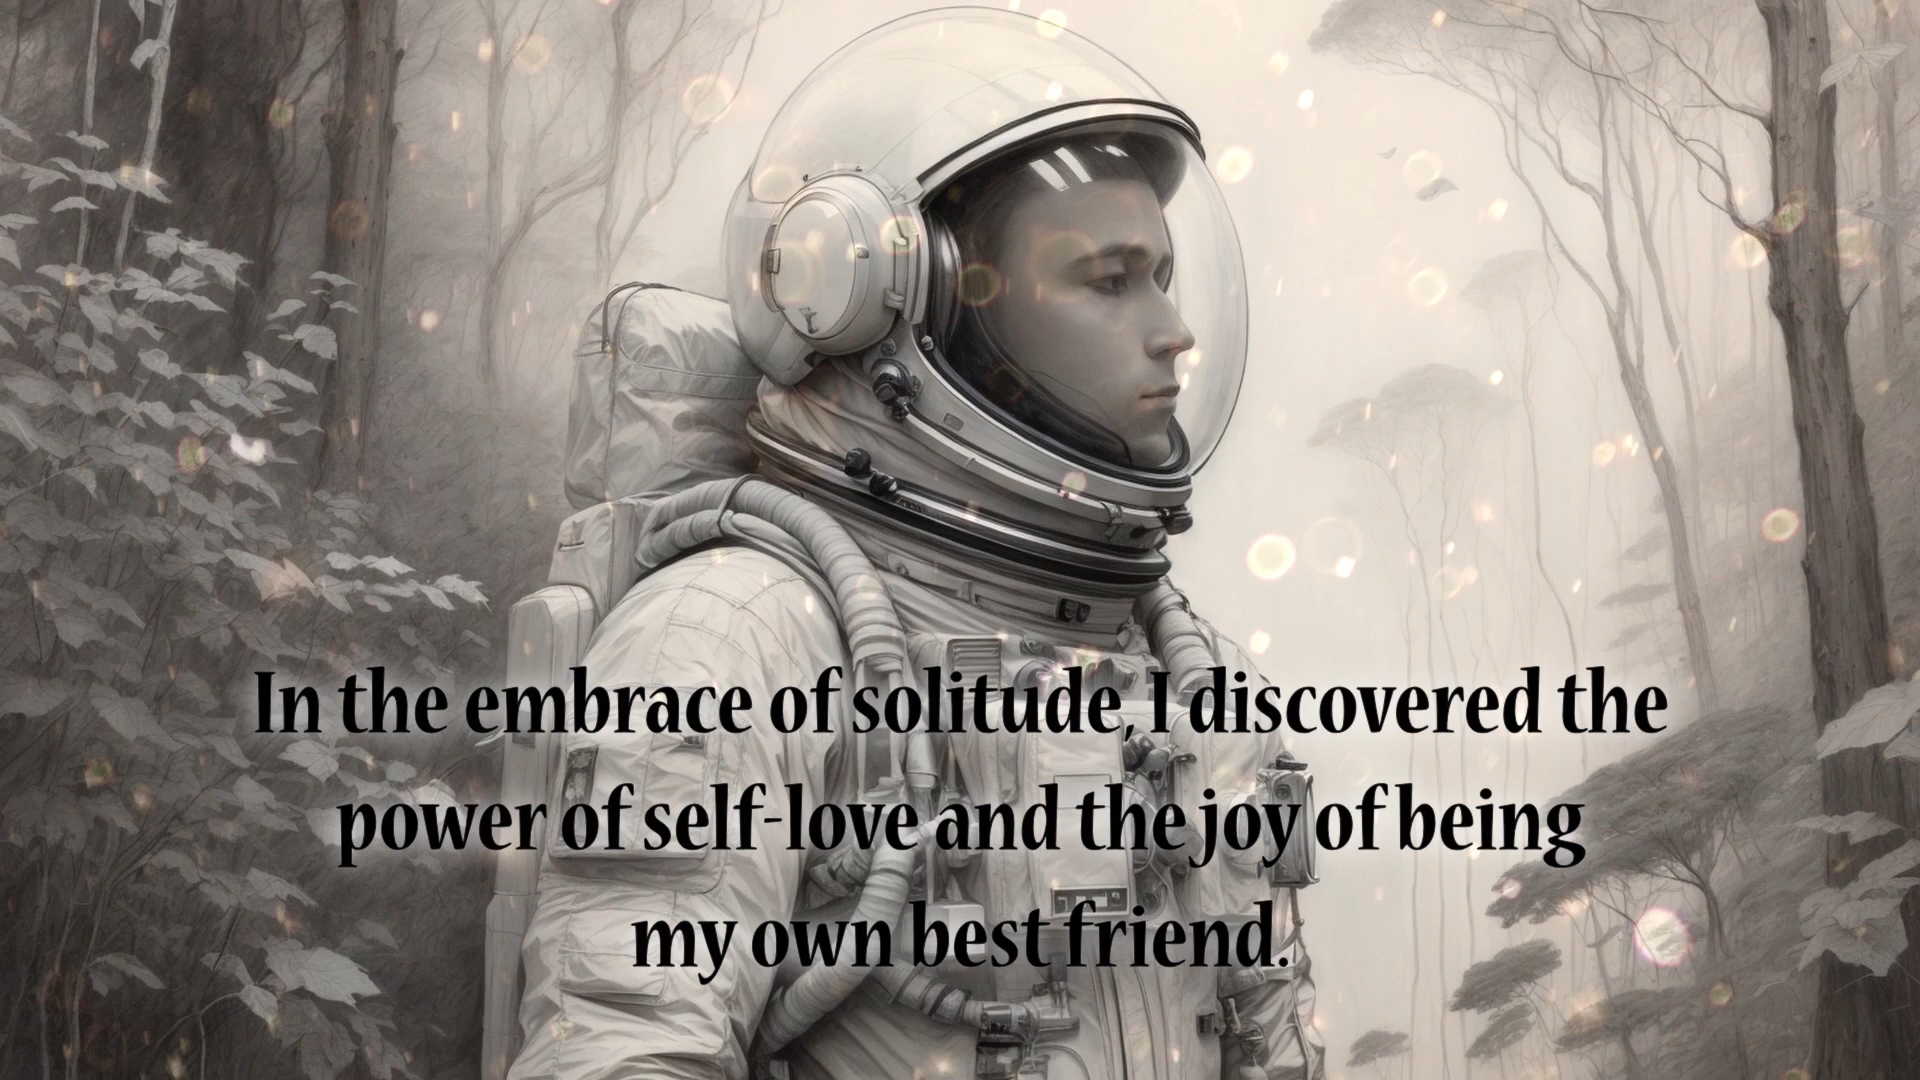 In the embrace of solitude, I discovered the
power of self-love and the joy of being
my own best friend.